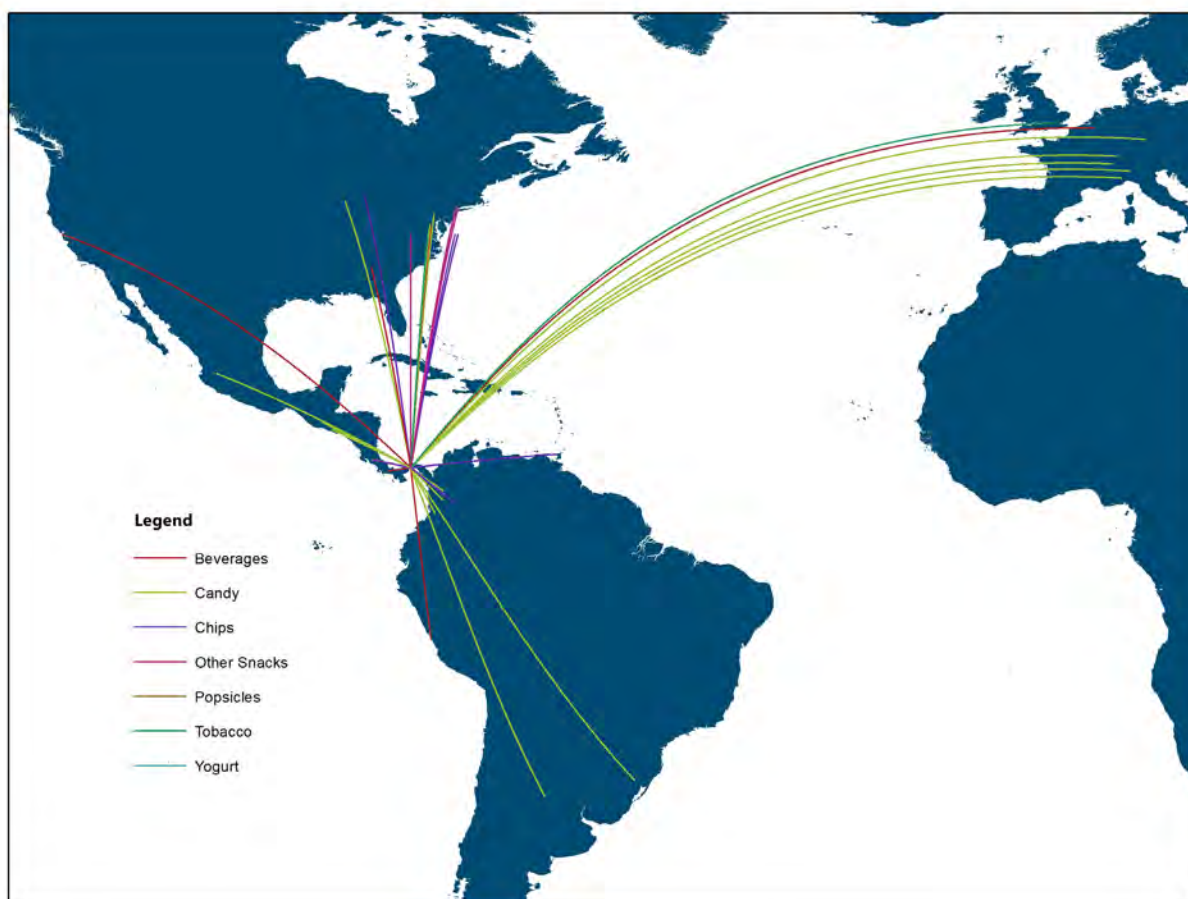 Legend
Beverages
Candy
Chips
Other Snacks
Popsicles
Tobacco
Yogurt